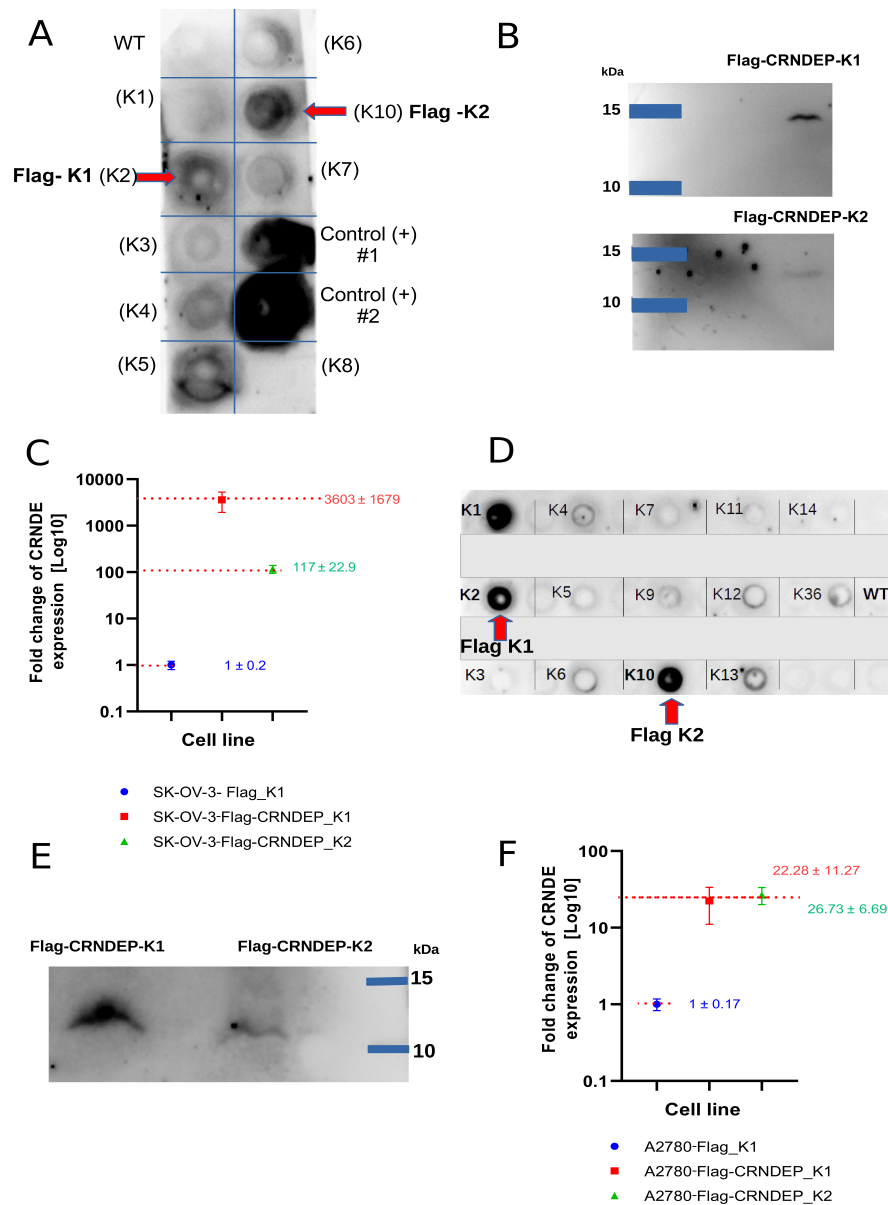 A
WT
(K6)
(K1)
(K10) Flag -K2
Flag- K1 (K2)
(K7)
(K3)
Control (+)
#1
(K4)
Control (+)
#2
(K5)
(K8)
B
Flag-CRNDEP-K1
kDa
15
10
Flag-CRNDEP-K2
15
10
C
Fold change of CRNDE
expression [Log10]
10000
1000
100
10
1
0.1
3603 ± 1679
117 ± 22.9
1 ± 0.2
Cell line
SK-OV-3- Flag_K1
SK-OV-3-Flag-CRNDEP_K1
SK-OV-3-Flag-CRNDEP_K2
D
K1 K4 K7 K11 K14
K2 K5 K9 K12 K36 WT
Flag K1
K3 K6 K10 K13
Flag K2
E
Flag-CRNDEP-K1 Flag-CRNDEP-K2 kDa
15
10
F
Fold change of CRNDE
expression [Log10]
100
10
1
0.1
22.28 ± 11.27
26.73 ± 6.69
1 ± 0.17
Cell line
A2780-Flag_K1
A2780-Flag-CRNDEP_K1
A2780-Flag-CRNDEP_K2